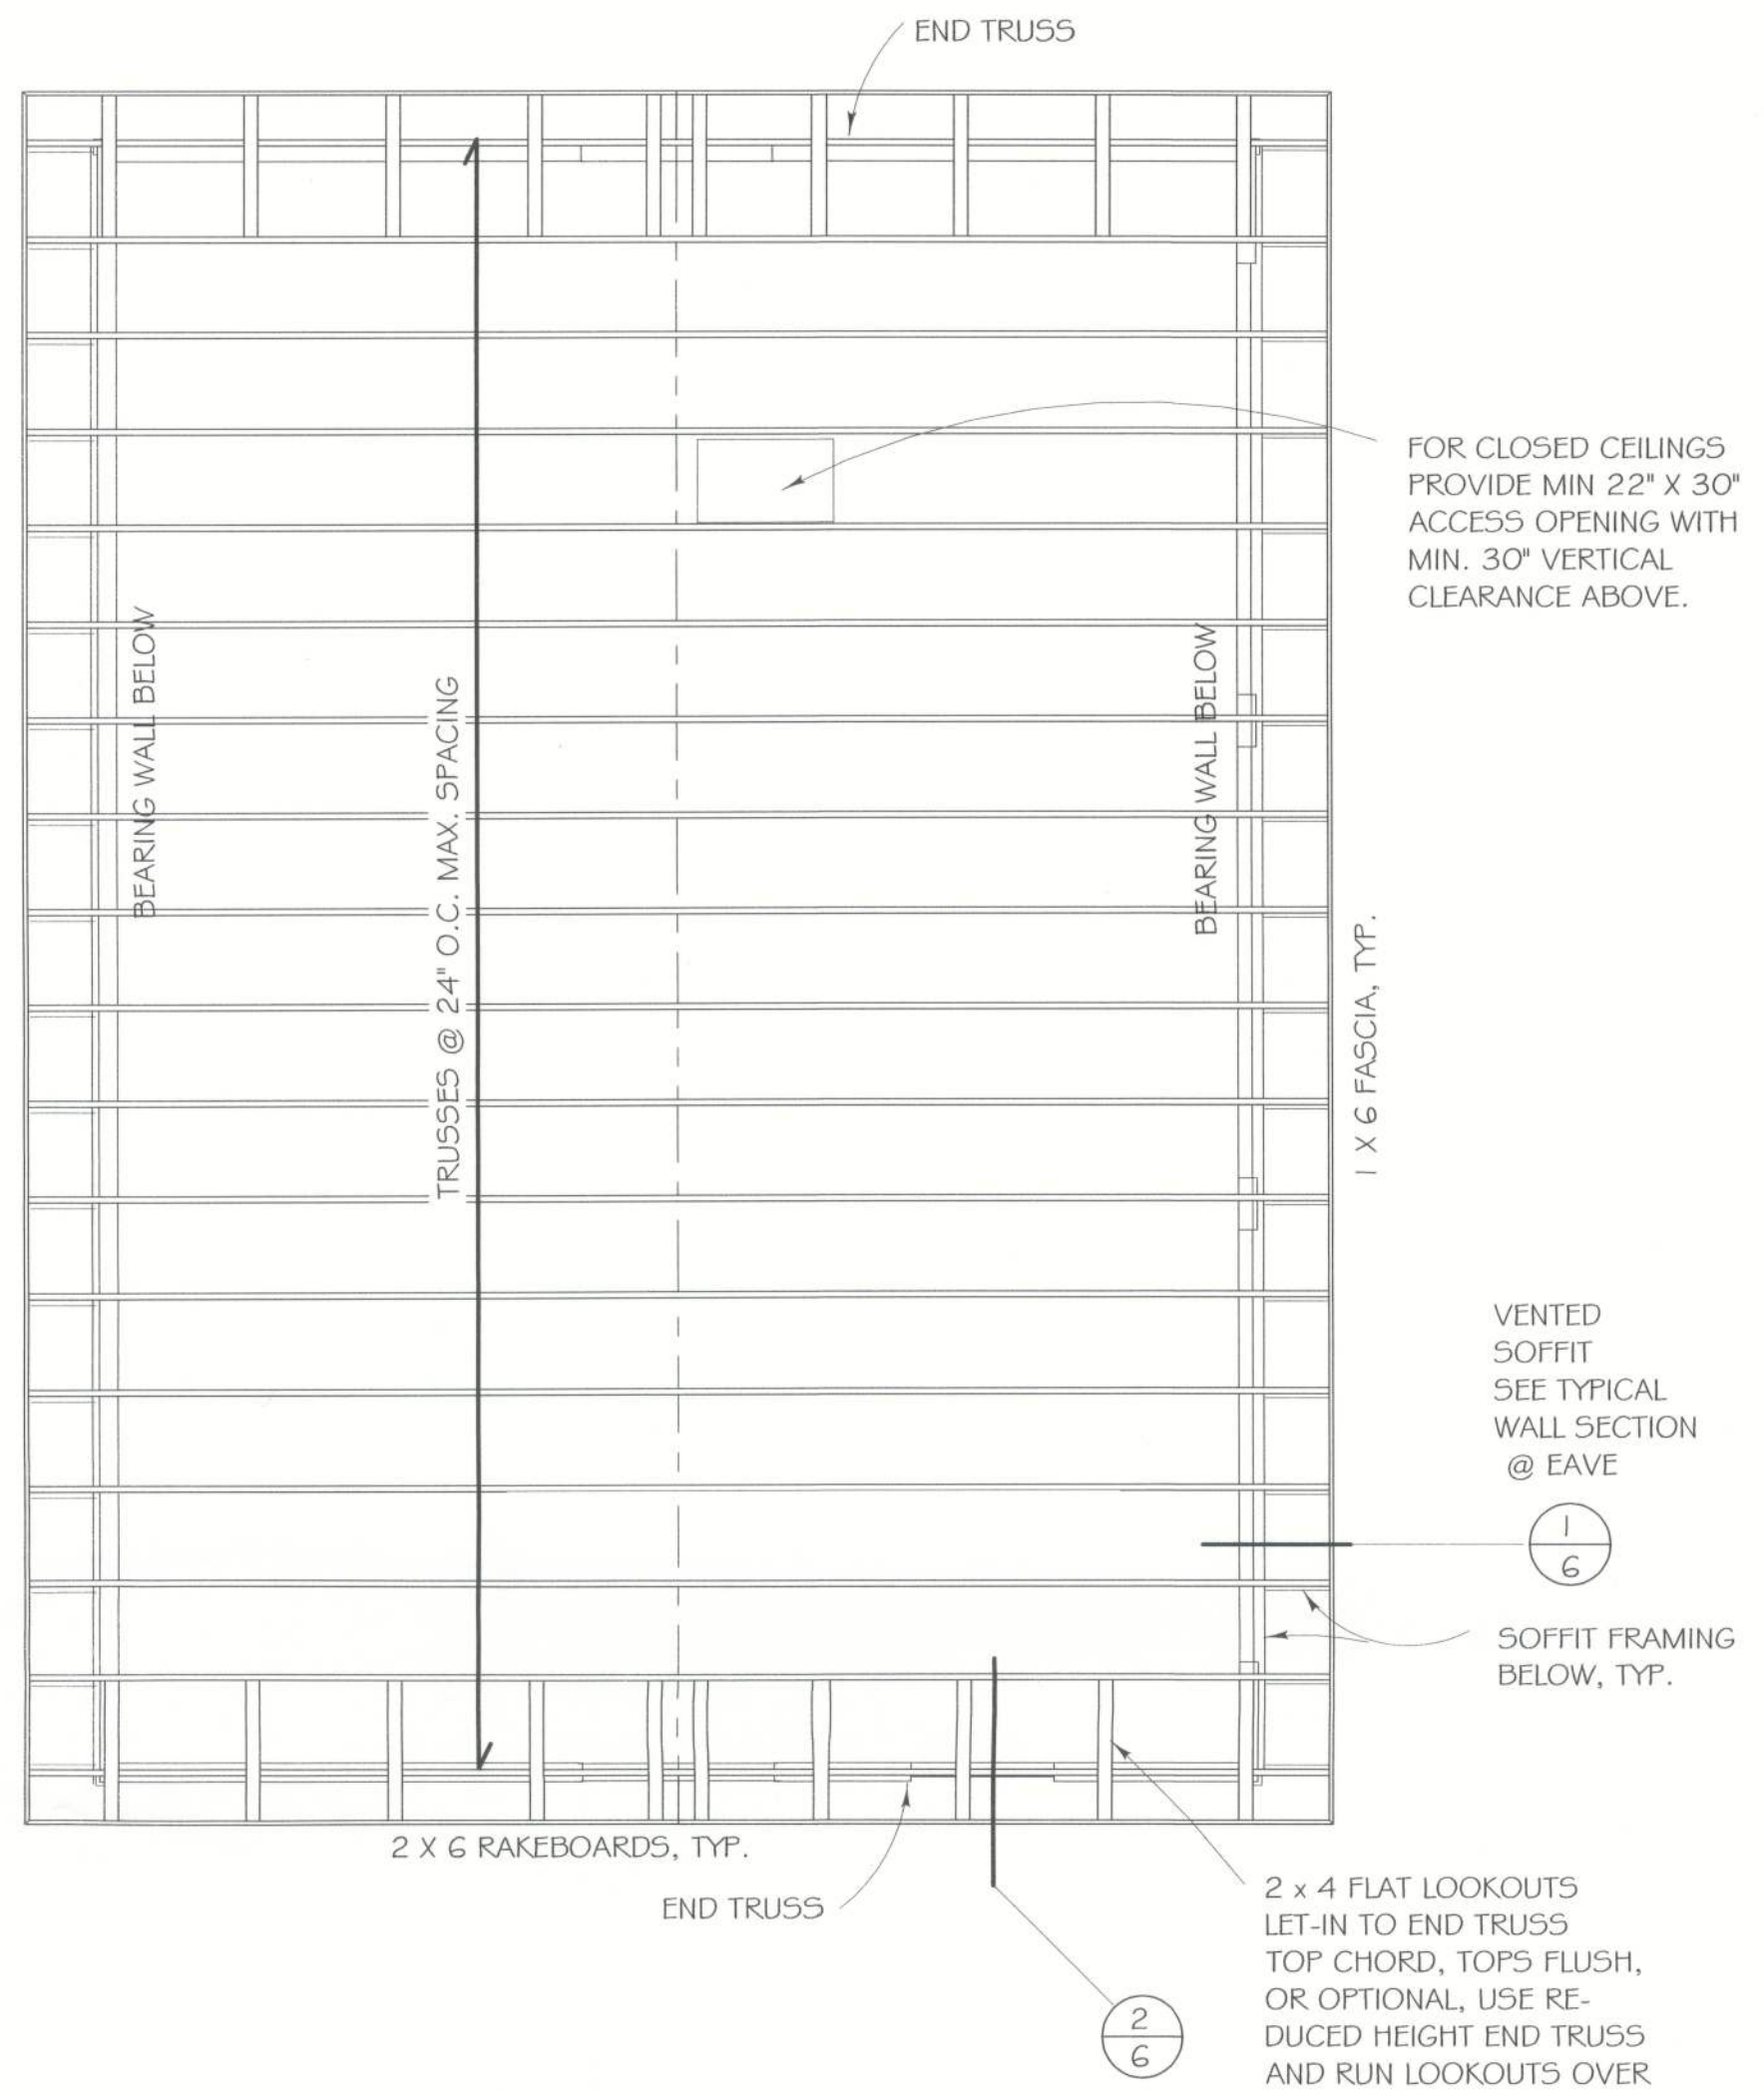 END TRUSS
FOR CLOSED CEILINGS
PROVIDE MIN 22" X 30"
ACCESS OPENING WITH
MIN. 30" VERTICAL
CLEARANCE ABOVE.
BEARING WALL BELOW
TRUSSES @ 24" O.C. MAX. SPACING
BEARING WALL BELOW
1 X 6 FASCIA, TYP.
VENTED
SOFFIT
SEE TYPICAL
WALL SECTION
@ EAVE
1
6
SOFFIT FRAMING
BELOW, TYP.
2 X 6 RAKEBOARDS, TYP.
END TRUSS
2 x 4 FLAT LOOKOUTS
LET-IN TO END TRUSS
TOP CHORD, TOPS FLUSH,
OR OPTIONAL, USE RE-
DUCED HEIGHT END TRUSS
AND RUN LOOKOUTS OVER
2
6